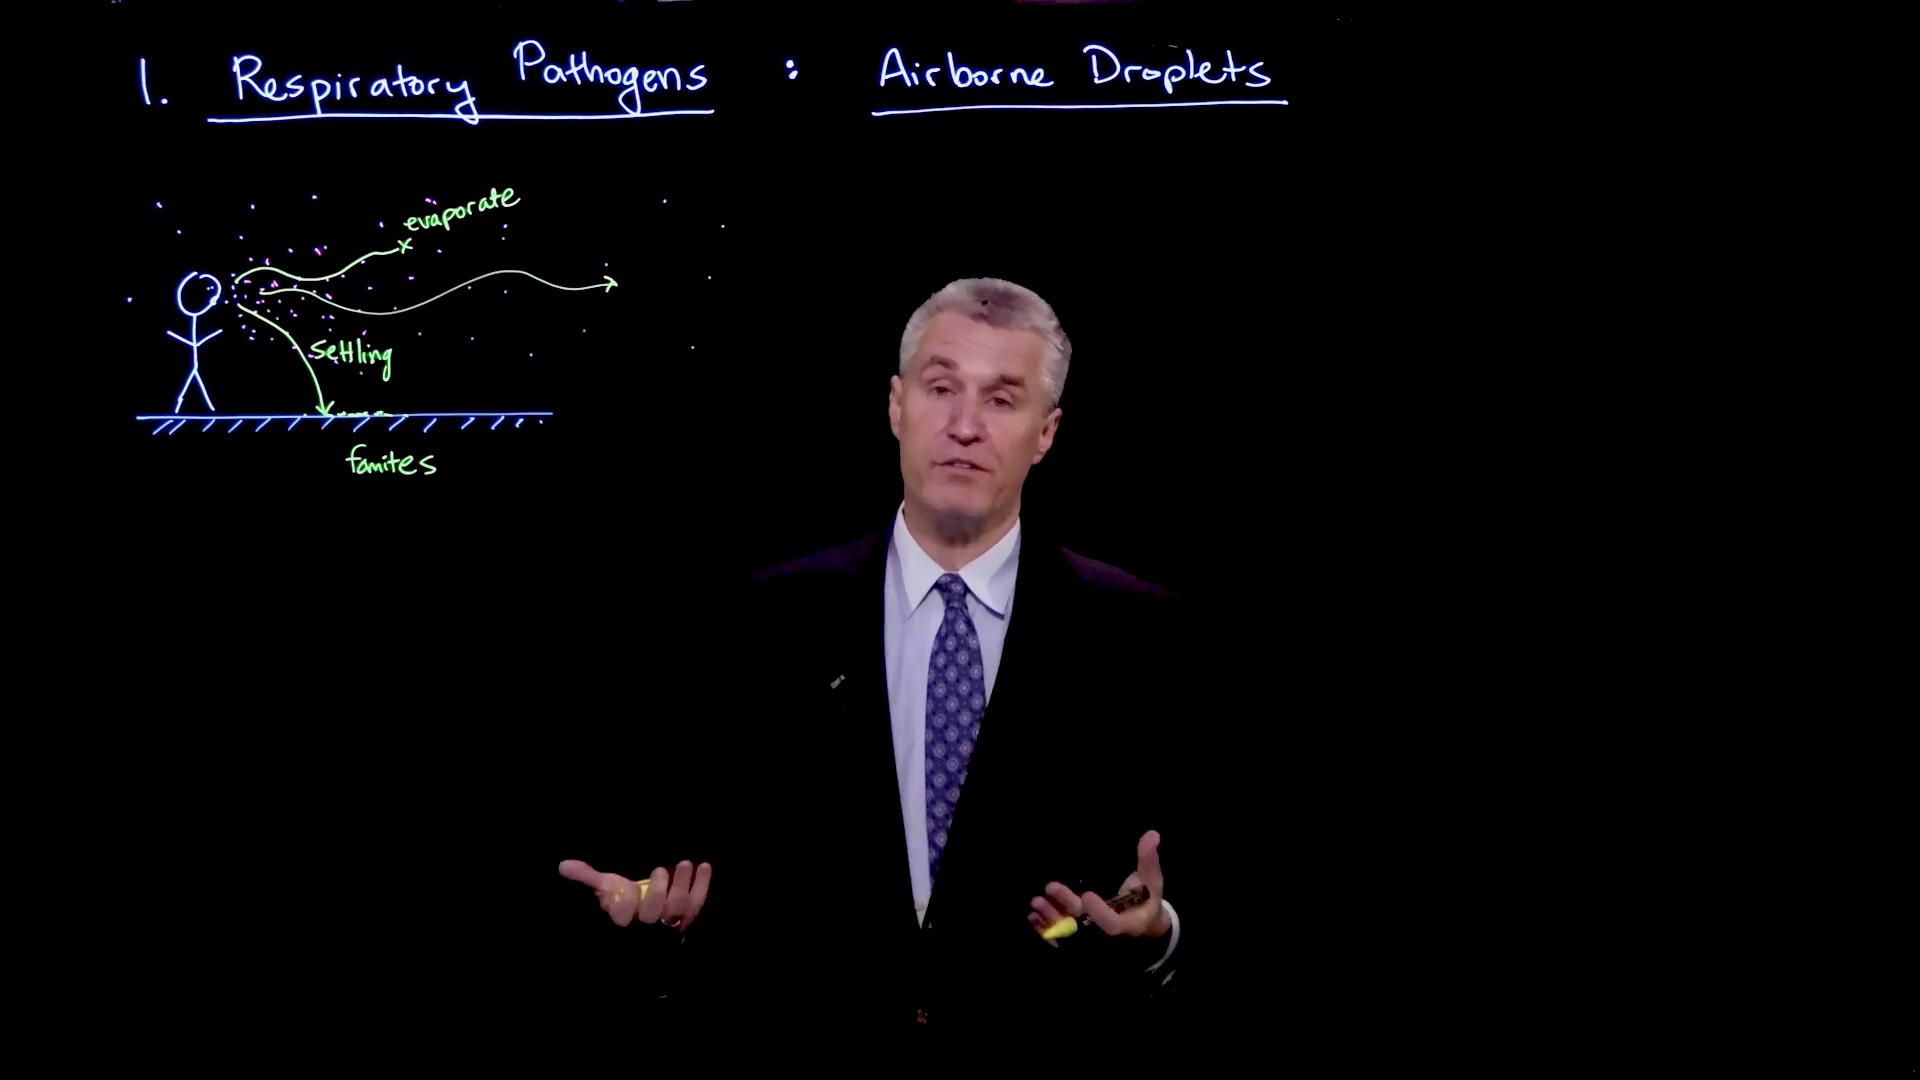 1. Respiratory Pathogens : Airborne Droplets
evaporate
settling
fomites